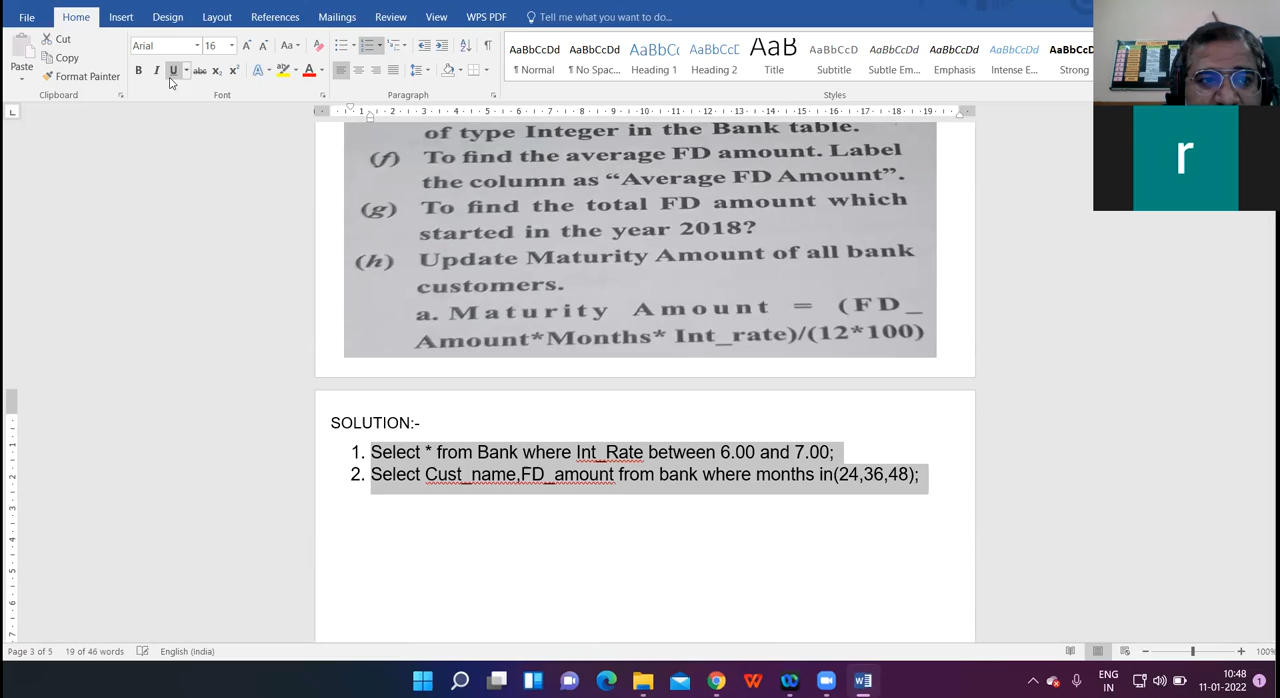 File Home Insert Design Layout References Mailings Review View WPS PDF Tell me what you want to do...
Paste Cut Copy Format Painter Clipboard
Arial 16 Aa Font
Paragraph
AaBbCcDd AaBbCcDd AaBbCc AaBbCcD AaB AaBbCcD AaBbCcDd AaBbCcDd AaBbCcDd AaBbCcDd
¶ Normal ¶ No Spac... Heading 1 Heading 2 Title Subtitle Subtle Em... Emphasis Intense E... Strong
Styles
r
of type Integer in the Bank table.
(f) To find the average FD amount. Label
the column as “Average FD Amount”.
(g) To find the total FD amount which
started in the year 2018?
(h) Update Maturity Amount of all bank
customers.
a. Maturity Amount = (FD_
Amount*Months* Int_rate)/(12*100)
SOLUTION:-
1. Select * from Bank where Int_Rate between 6.00 and 7.00;
2. Select Cust_name,FD_amount from bank where months in(24,36,48);
Page 3 of 5 19 of 46 words English (India) 100%
ENG IN 10:48 11-01-2022